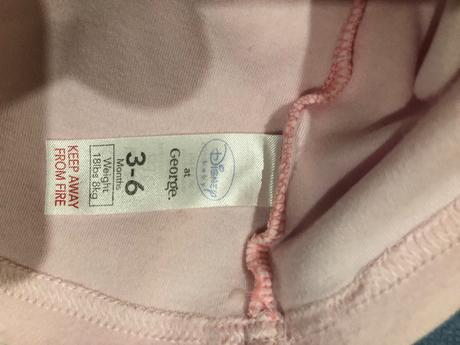 Disney
baby
at
George.
3-6
Months
Weight
18lbs 8kg
KEEP AWAY
FROM FIRE